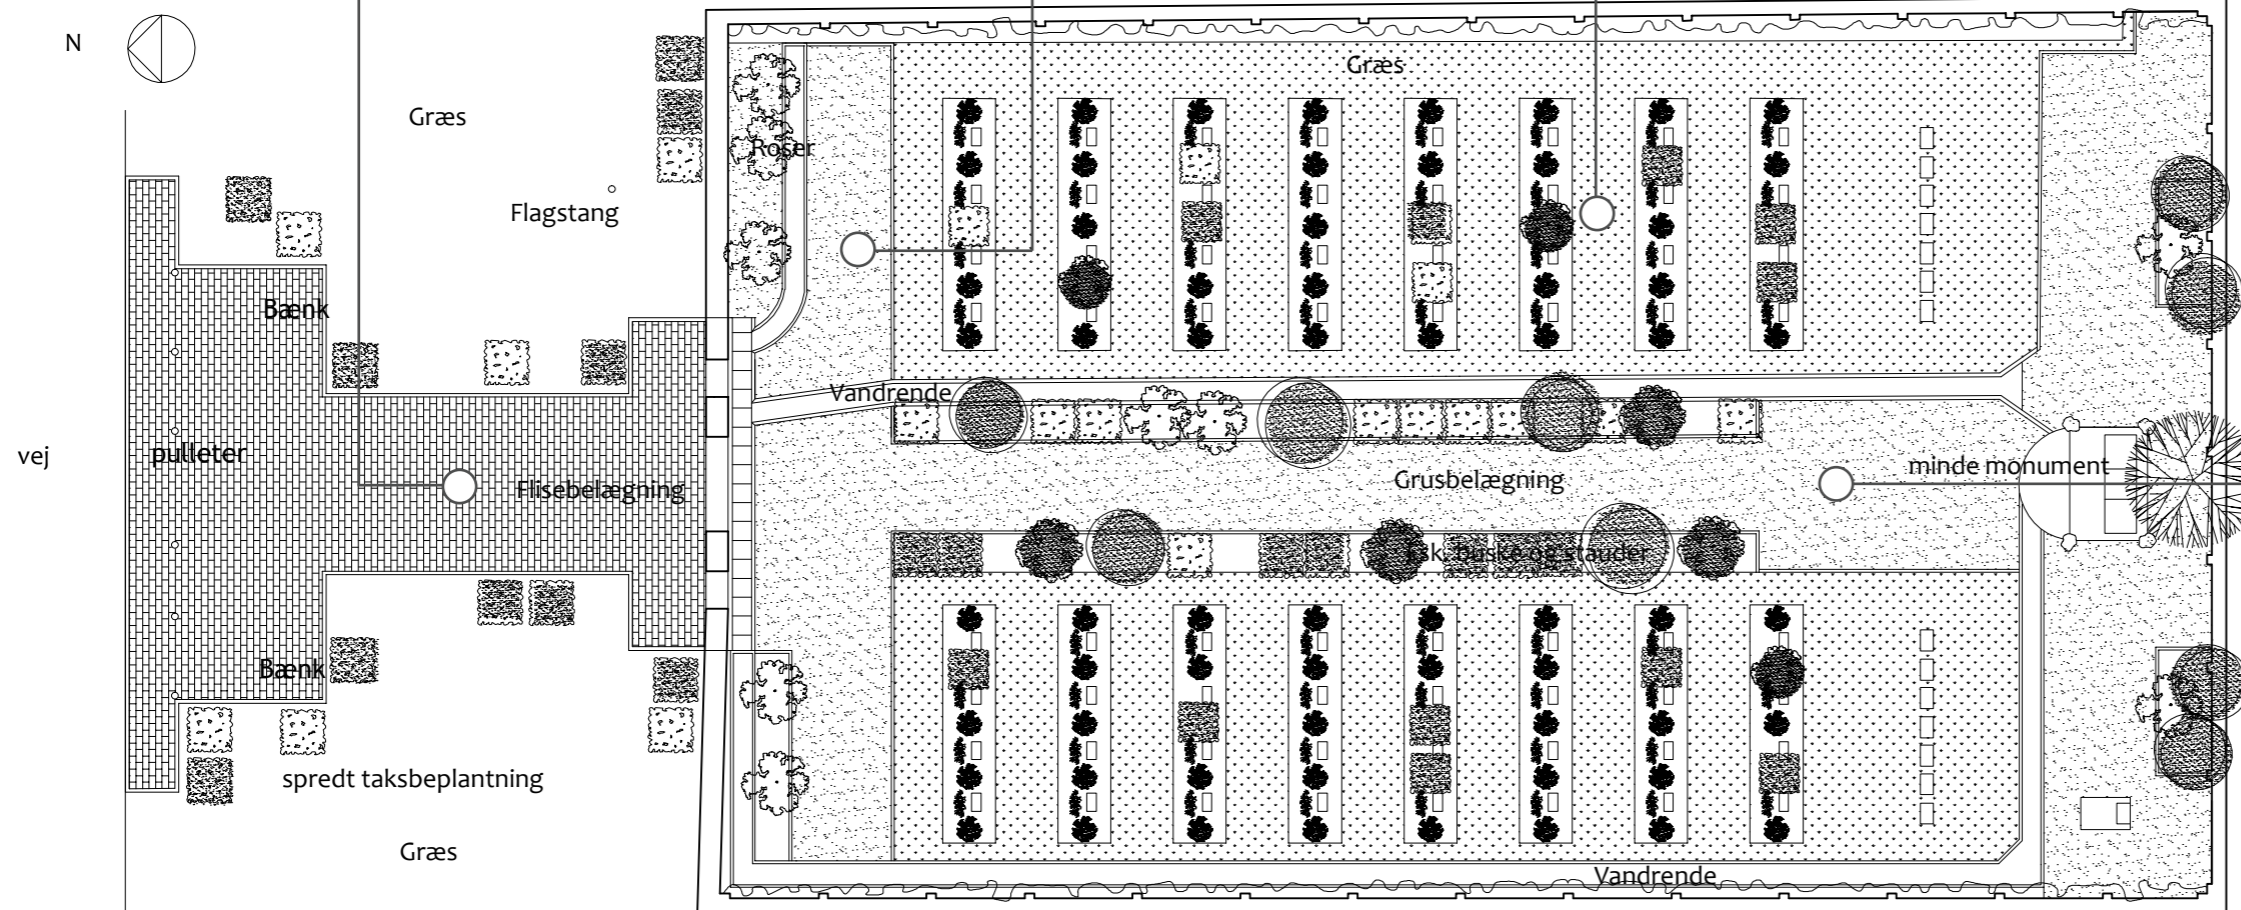 N
Græs
Græs
Roser
Flagstang
Bænk
Vandrende
vej
pulleter
Flisebelægning
Grusbelægning
minde monument
buske og stauder
Bænk
spredt taksbeplantning
Græs
Vandrende